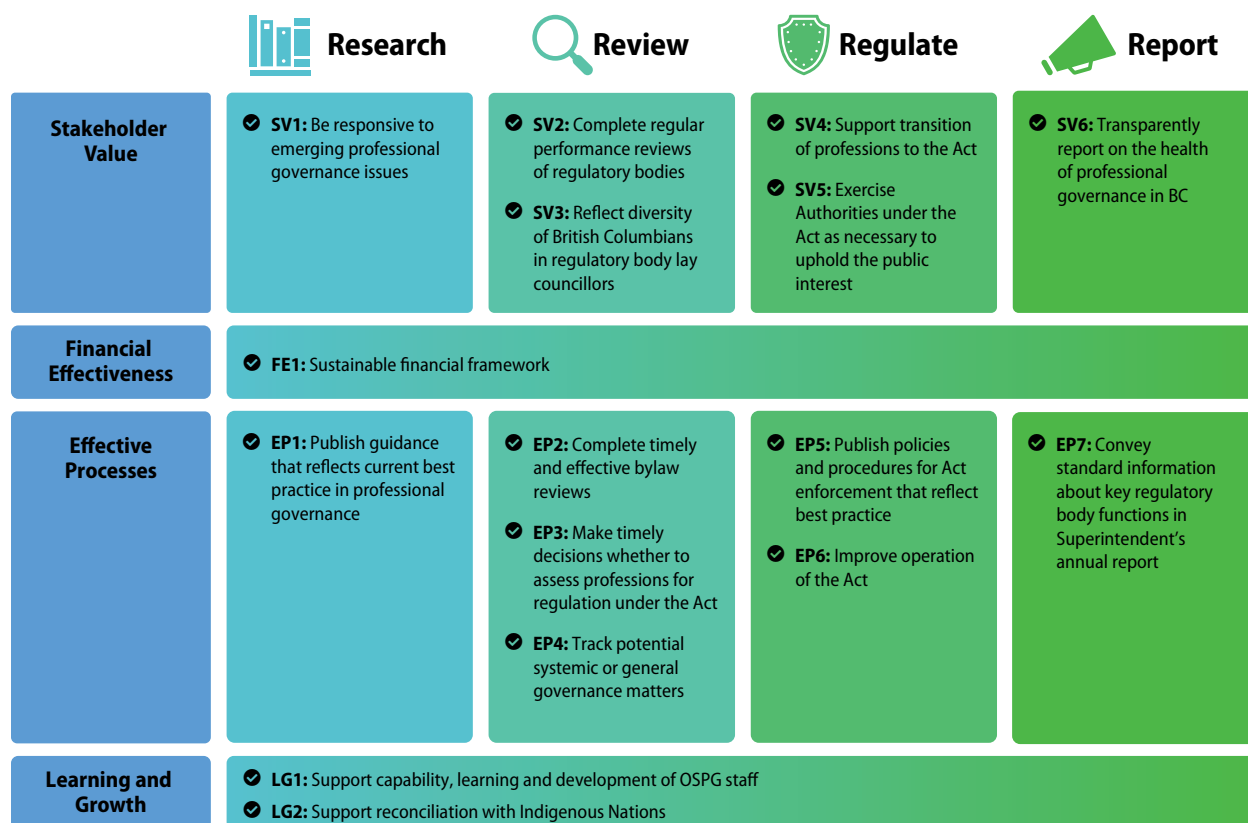 Research
Review
Regulate
Report
Stakeholder
Value
SV1: Be responsive to
emerging professional
governance issues
SV2: Complete regular
performance reviews
of regulatory bodies
SV3: Reflect diversity
of British Columbians
in regulatory body lay
councillors
SV4: Support transition
of professions to the Act
SV5: Exercise
Authorities under the
Act as necessary to
uphold the public
interest
SV6: Transparently
report on the health
of professional
governance in BC
Financial
Effectiveness
FE1: Sustainable financial framework
Effective
Processes
EP1: Publish guidance
that reflects current best
practice in professional
governance
EP2: Complete timely
and effective bylaw
reviews
EP3: Make timely
decisions whether to
assess professions for
regulation under the Act
EP4: Track potential
systemic or general
governance matters
EP5: Publish policies
and procedures for Act
enforcement that reflect
best practice
EP6: Improve operation
of the Act
EP7: Convey
standard information
about key regulatory
body functions in
Superintendent's
annual report
Learning and
Growth
LG1: Support capability, learning and development of OSPG staff
LG2: Support reconciliation with Indigenous Nations